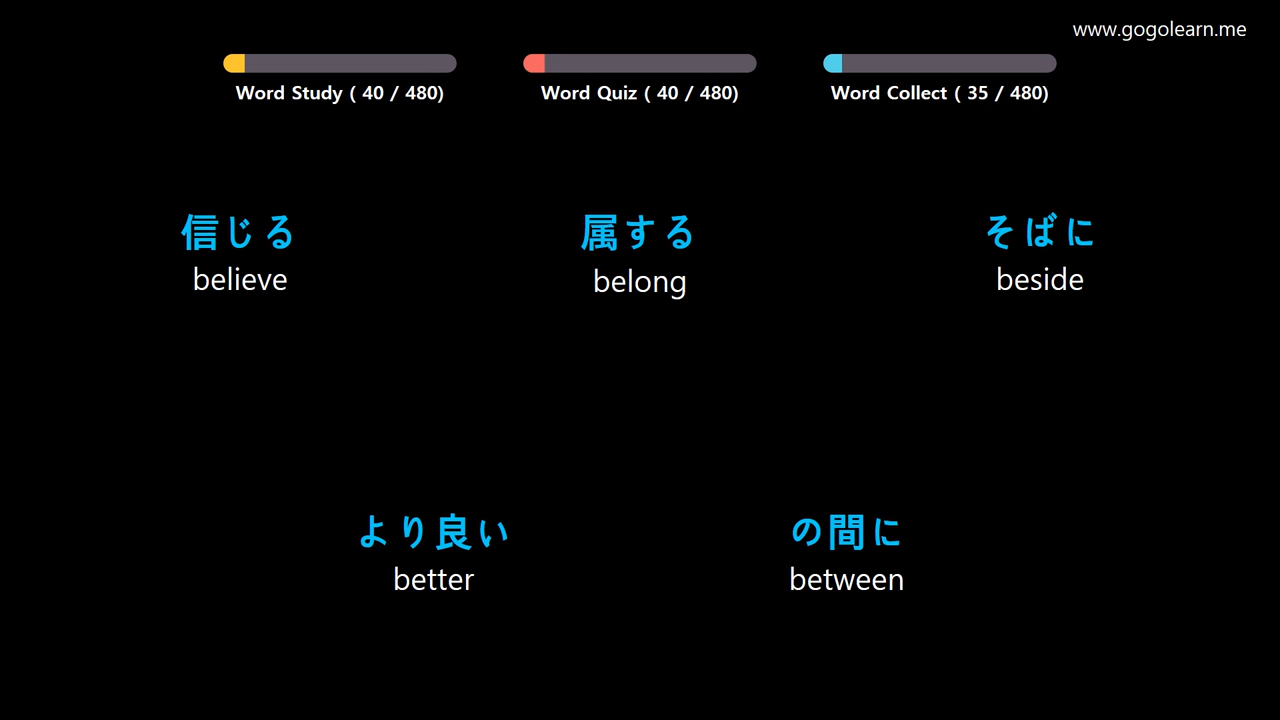 www.gogolearn.me
Word Study ( 40 / 480)
Word Quiz ( 40 / 480)
Word Collect ( 35 / 480)
信じる
believe
属する
belong
そばに
beside
より良い
better
の間に
between